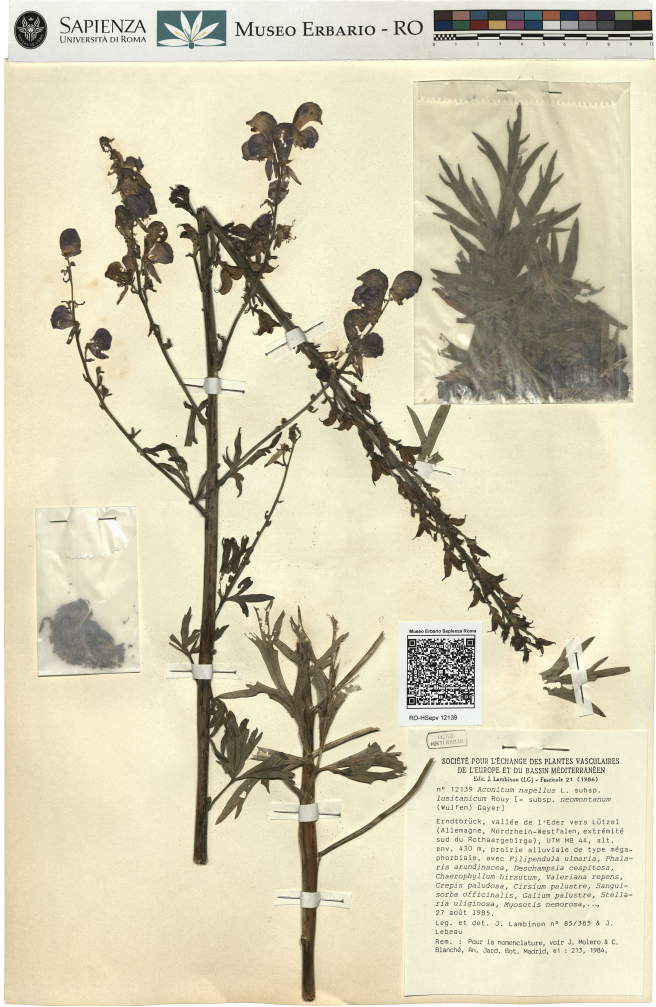 SAPIENZA
UNIVERSITÀ DI ROMA
MUSEO ERBARIO - RO
Museo Erbario Sapienza Roma
RO-HSepv 12139
HORTI ROMANI
SOCIÉTÉ POUR L'ÉCHANGE DES PLANTES VASCULAIRES
DE L'EUROPE ET DU BASSIN MÉDITERRANÉEN
Edit. J. Lambinon (LG) - Fascicule 21 (1986)
n° 12139 Aconitum napellus L. subsp.
lusitanicum Rouy [= subsp. neomontanum
(Wulfen) Gayer]
Erndtbrück, vallée de l'Eder vers Lützel
(Allemagne, Nordrhein-Westfalen, extrémité
sud du Rothaargebirge), UTM MB 44, alt.
env. 430 m, prairie alluviale de type méga-
phorbiaie, avec Filipendula ulmaria, Phala-
ris arundinacea, Deschampsia cespitosa,
Chaerophyllum hirsutum, Valeriana repens,
Crepis paludosa, Cirsium palustre, Sangui-
sorba officinalis, Galium palustre, Stella-
ria uliginosa, Myosotis nemorosa,...,
27 août 1985.
Leg. et det. J. Lambinon n° 85/385 & J.
Lebeau
Rem. : Pour la nomenclature, voir J. Molero & C.
Blanché, An. Jard. Bot. Madrid, 41 : 213, 1984.